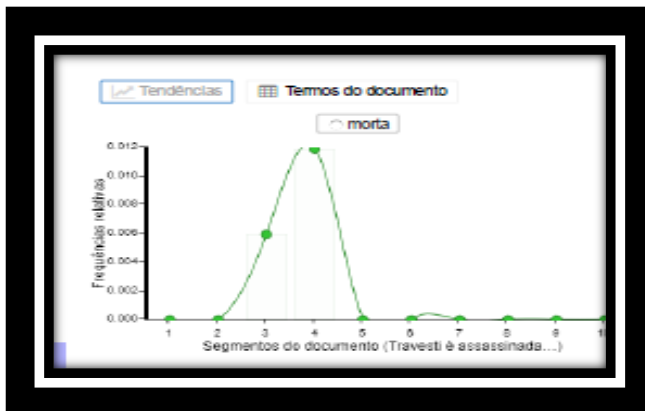 Tendências Termos do documento
morta
Frequências relativas
0.012
0.010
0.008
0.006
0.004
0.002
0.000
1 2 3 4 5 6 7 8 9 10
Segmentos do documento (Travesti è assassinada...)